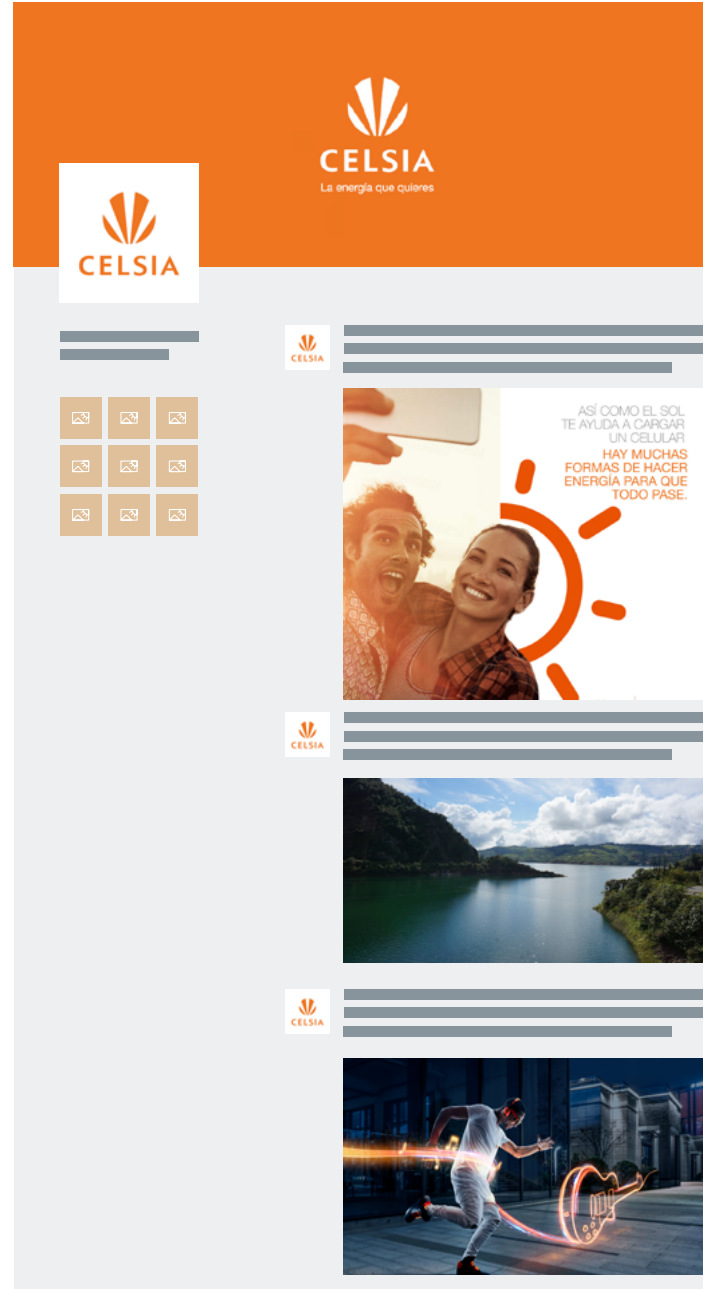 CELSIA
La energía que quieres
CELSIA
CELSIA
ASÍ COMO EL SOL
TE AYUDA A CARGAR
UN CELULAR
HAY MUCHAS
FORMAS DE HACER
ENERGÍA PARA QUE
TODO PASE.
CELSIA
CELSIA